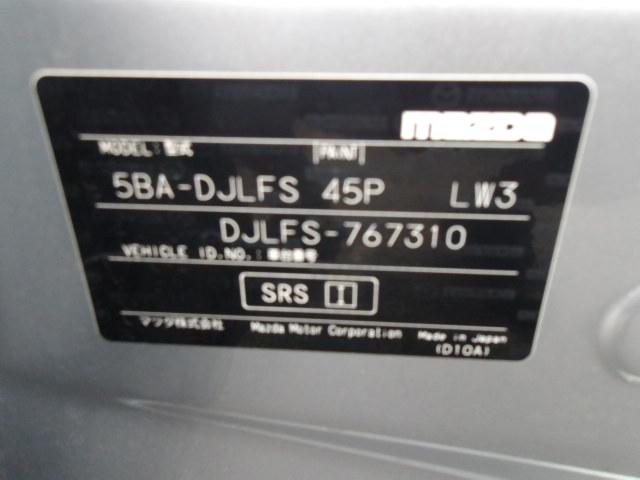 mazda
MODEL:型式 PAINT
5BA-DJLFS 45P LW3
DJLFS-767310
VEHICLE ID.NO.:車台番号
SRS I
マツダ株式会社 Mazda Motor Corporation Made in Japan
(D10A)